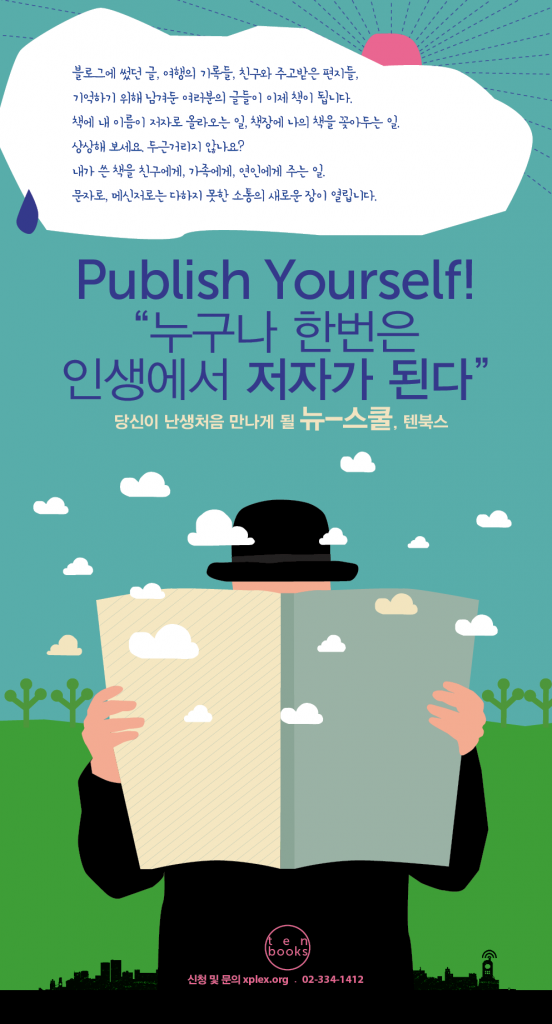 블로그에 썼던 글, 여행의 기록들, 친구와 주고받은 편지들,
기억하기 위해 남겨둔 여러분의 글들이 이제 책이 됩니다.
책에 내 이름이 저자로 올라오는 일, 책장에 나의 책을 꽂아두는 일.
상상해 보세요. 두근거리지 않나요?
내가 쓴 책을 친구에게, 가족에게, 연인에게 주는 일.
문자로, 메신저로는 다하지 못한 소통의 새로운 장이 열립니다.
Publish Yourself!
“누구나 한번은
인생에서 저자가 된다”
당신이 난생처음 만나게 될 뉴-스쿨, 텐북스
ten
books
신청 및 문의 xplex.org . 02-334-1412